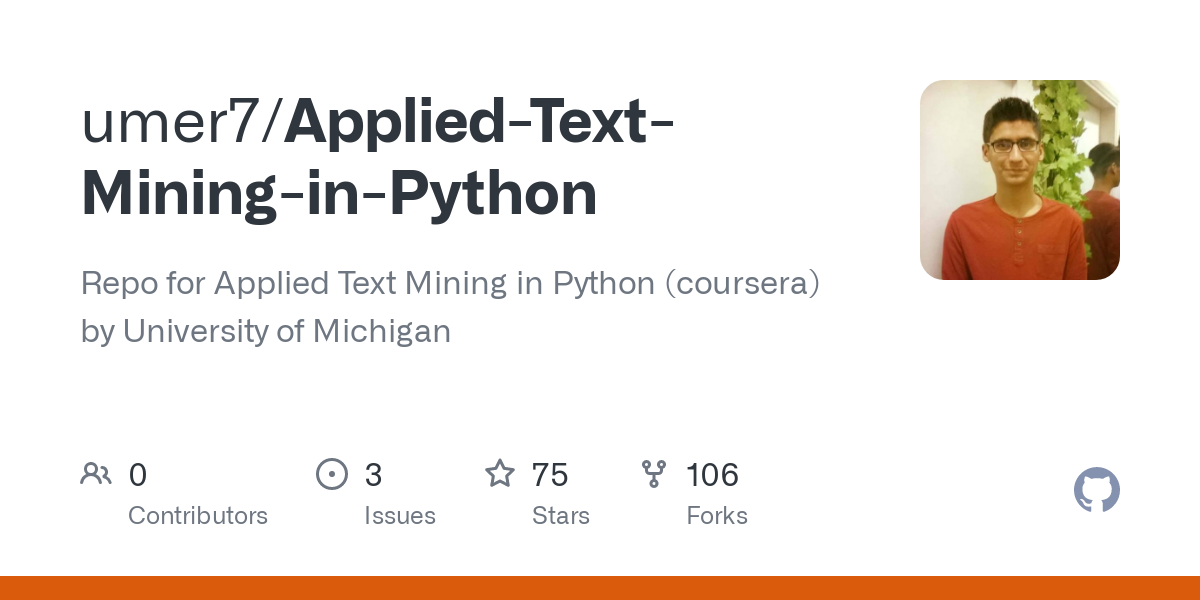 umer7/Applied-Text-
Mining-in-Python
Repo for Applied Text Mining in Python (coursera)
by University of Michigan
0
Contributors
3
Issues
75
Stars
106
Forks